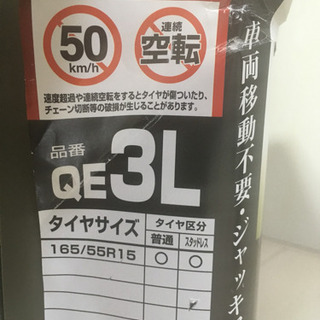 50
km/h
連続
空転
速度超過や連続空転をするとタイヤが傷ついたり、
チェーン切断等の破損が生じることがあります。
品番
QE3L
タイヤサイズ
タイヤ区分
普通
スタッドレス
165/55R15 ○ ○
車両移動不要・ジャッキ